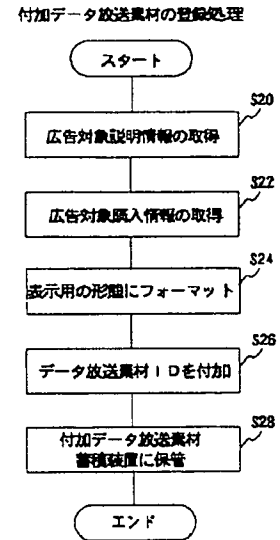 付加データ放送素材の登録処理
スタート
S20
広告対象説明情報の取得
S22
広告対象購入情報の取得
S24
表示用の形態にフォーマット
S26
データ放送素材IDを付加
S28
付加データ放送素材
蓄積装置に保管
エンド